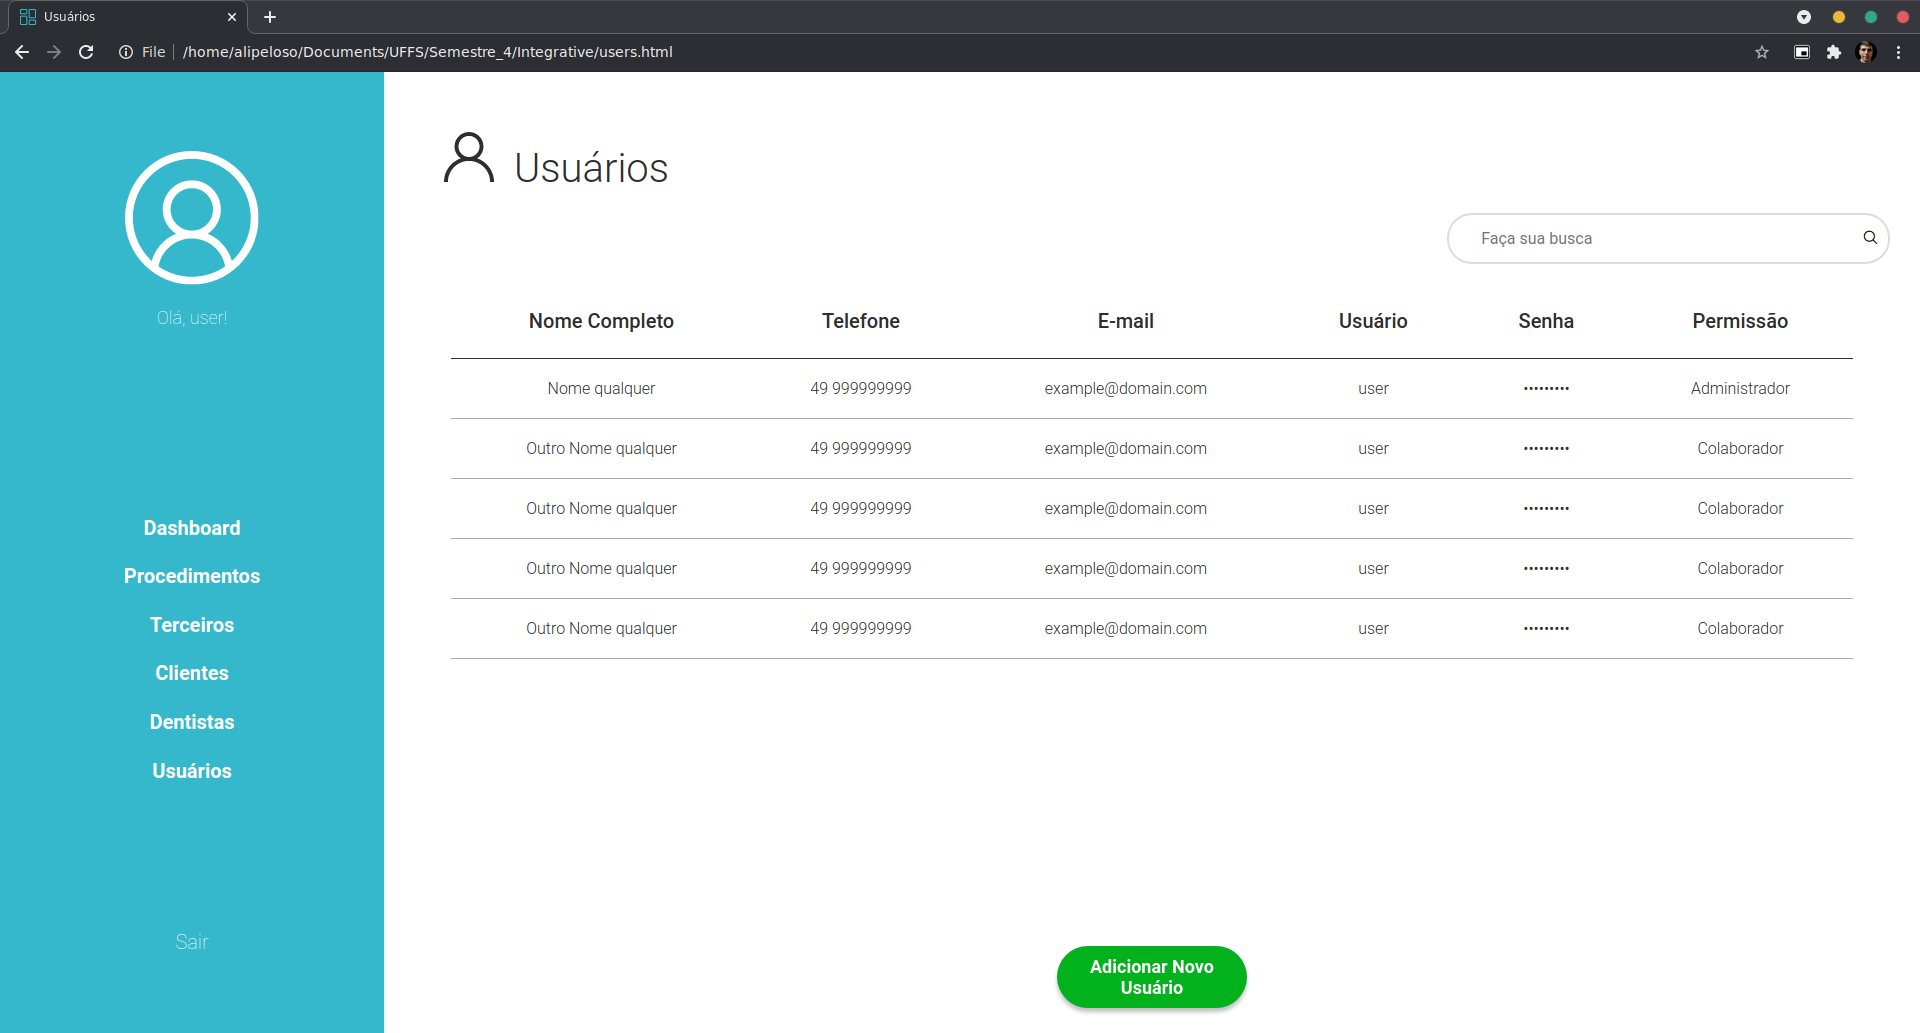 Usuários
File /home/alipeloso/Documents/UFFS/Semestre_4/Integrative/users.html
Olá, user!
Dashboard
Procedimentos
Terceiros
Clientes
Dentistas
Usuários
Sair
Usuários
Faça sua busca
Nome Completo Telefone E-mail Usuário Senha Permissão
Nome qualquer 49 999999999 example@domain.com user ••••••••• Administrador
Outro Nome qualquer 49 999999999 example@domain.com user ••••••••• Colaborador
Outro Nome qualquer 49 999999999 example@domain.com user ••••••••• Colaborador
Outro Nome qualquer 49 999999999 example@domain.com user ••••••••• Colaborador
Outro Nome qualquer 49 999999999 example@domain.com user ••••••••• Colaborador
Adicionar Novo
Usuário